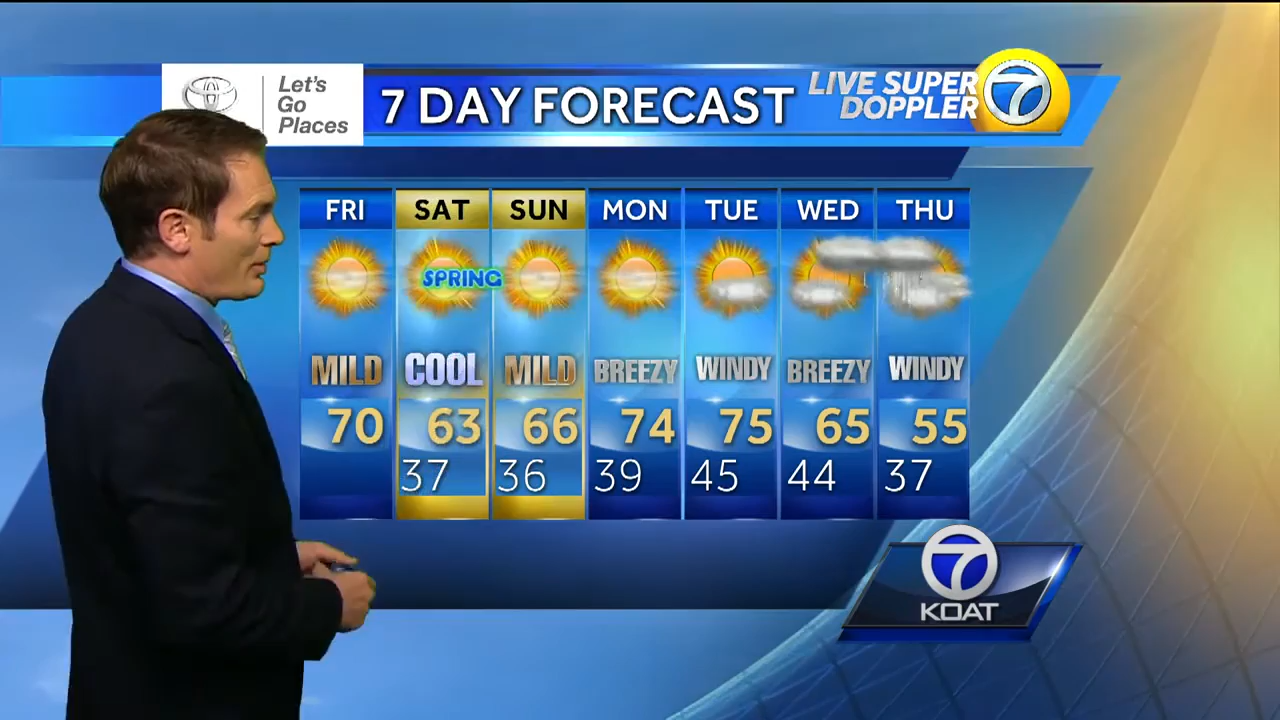 Let's
Go
Places
7 DAY FORECAST
LIVE SUPER
DOPPLER 7
FRI SAT SUN MON TUE WED THU
SPRING
MILD COOL MILD BREEZY WINDY BREEZY WINDY
70 63 66 74 75 65 55
37 36 39 45 44 37
7
KOAT